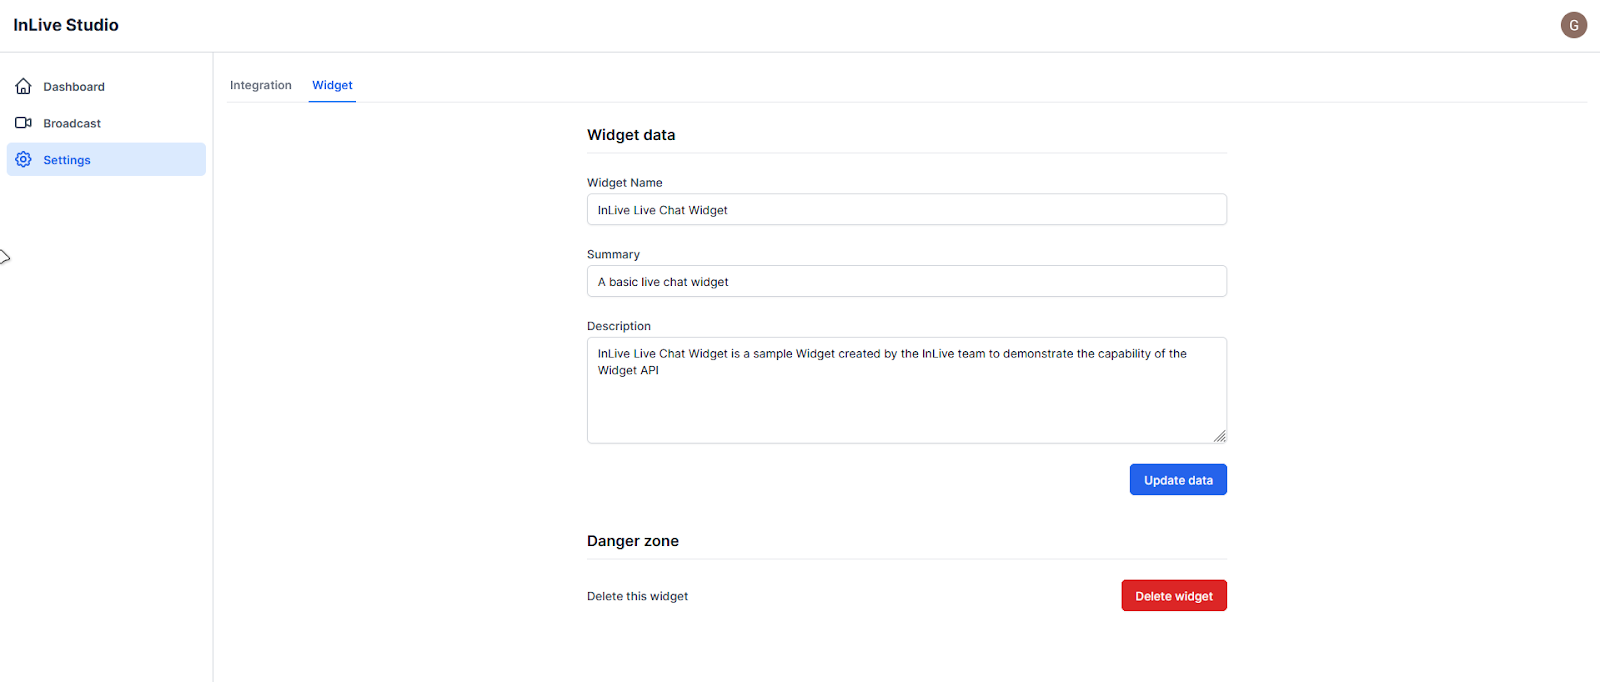 InLive Studio
G
Dashboard
Broadcast
Settings
Integration
Widget
Widget data
Widget Name
InLive Live Chat Widget
Summary
A basic live chat widget
Description
InLive Live Chat Widget is a sample Widget created by the InLive team to demonstrate the capability of the
Widget API
Update data
Danger zone
Delete this widget
Delete widget